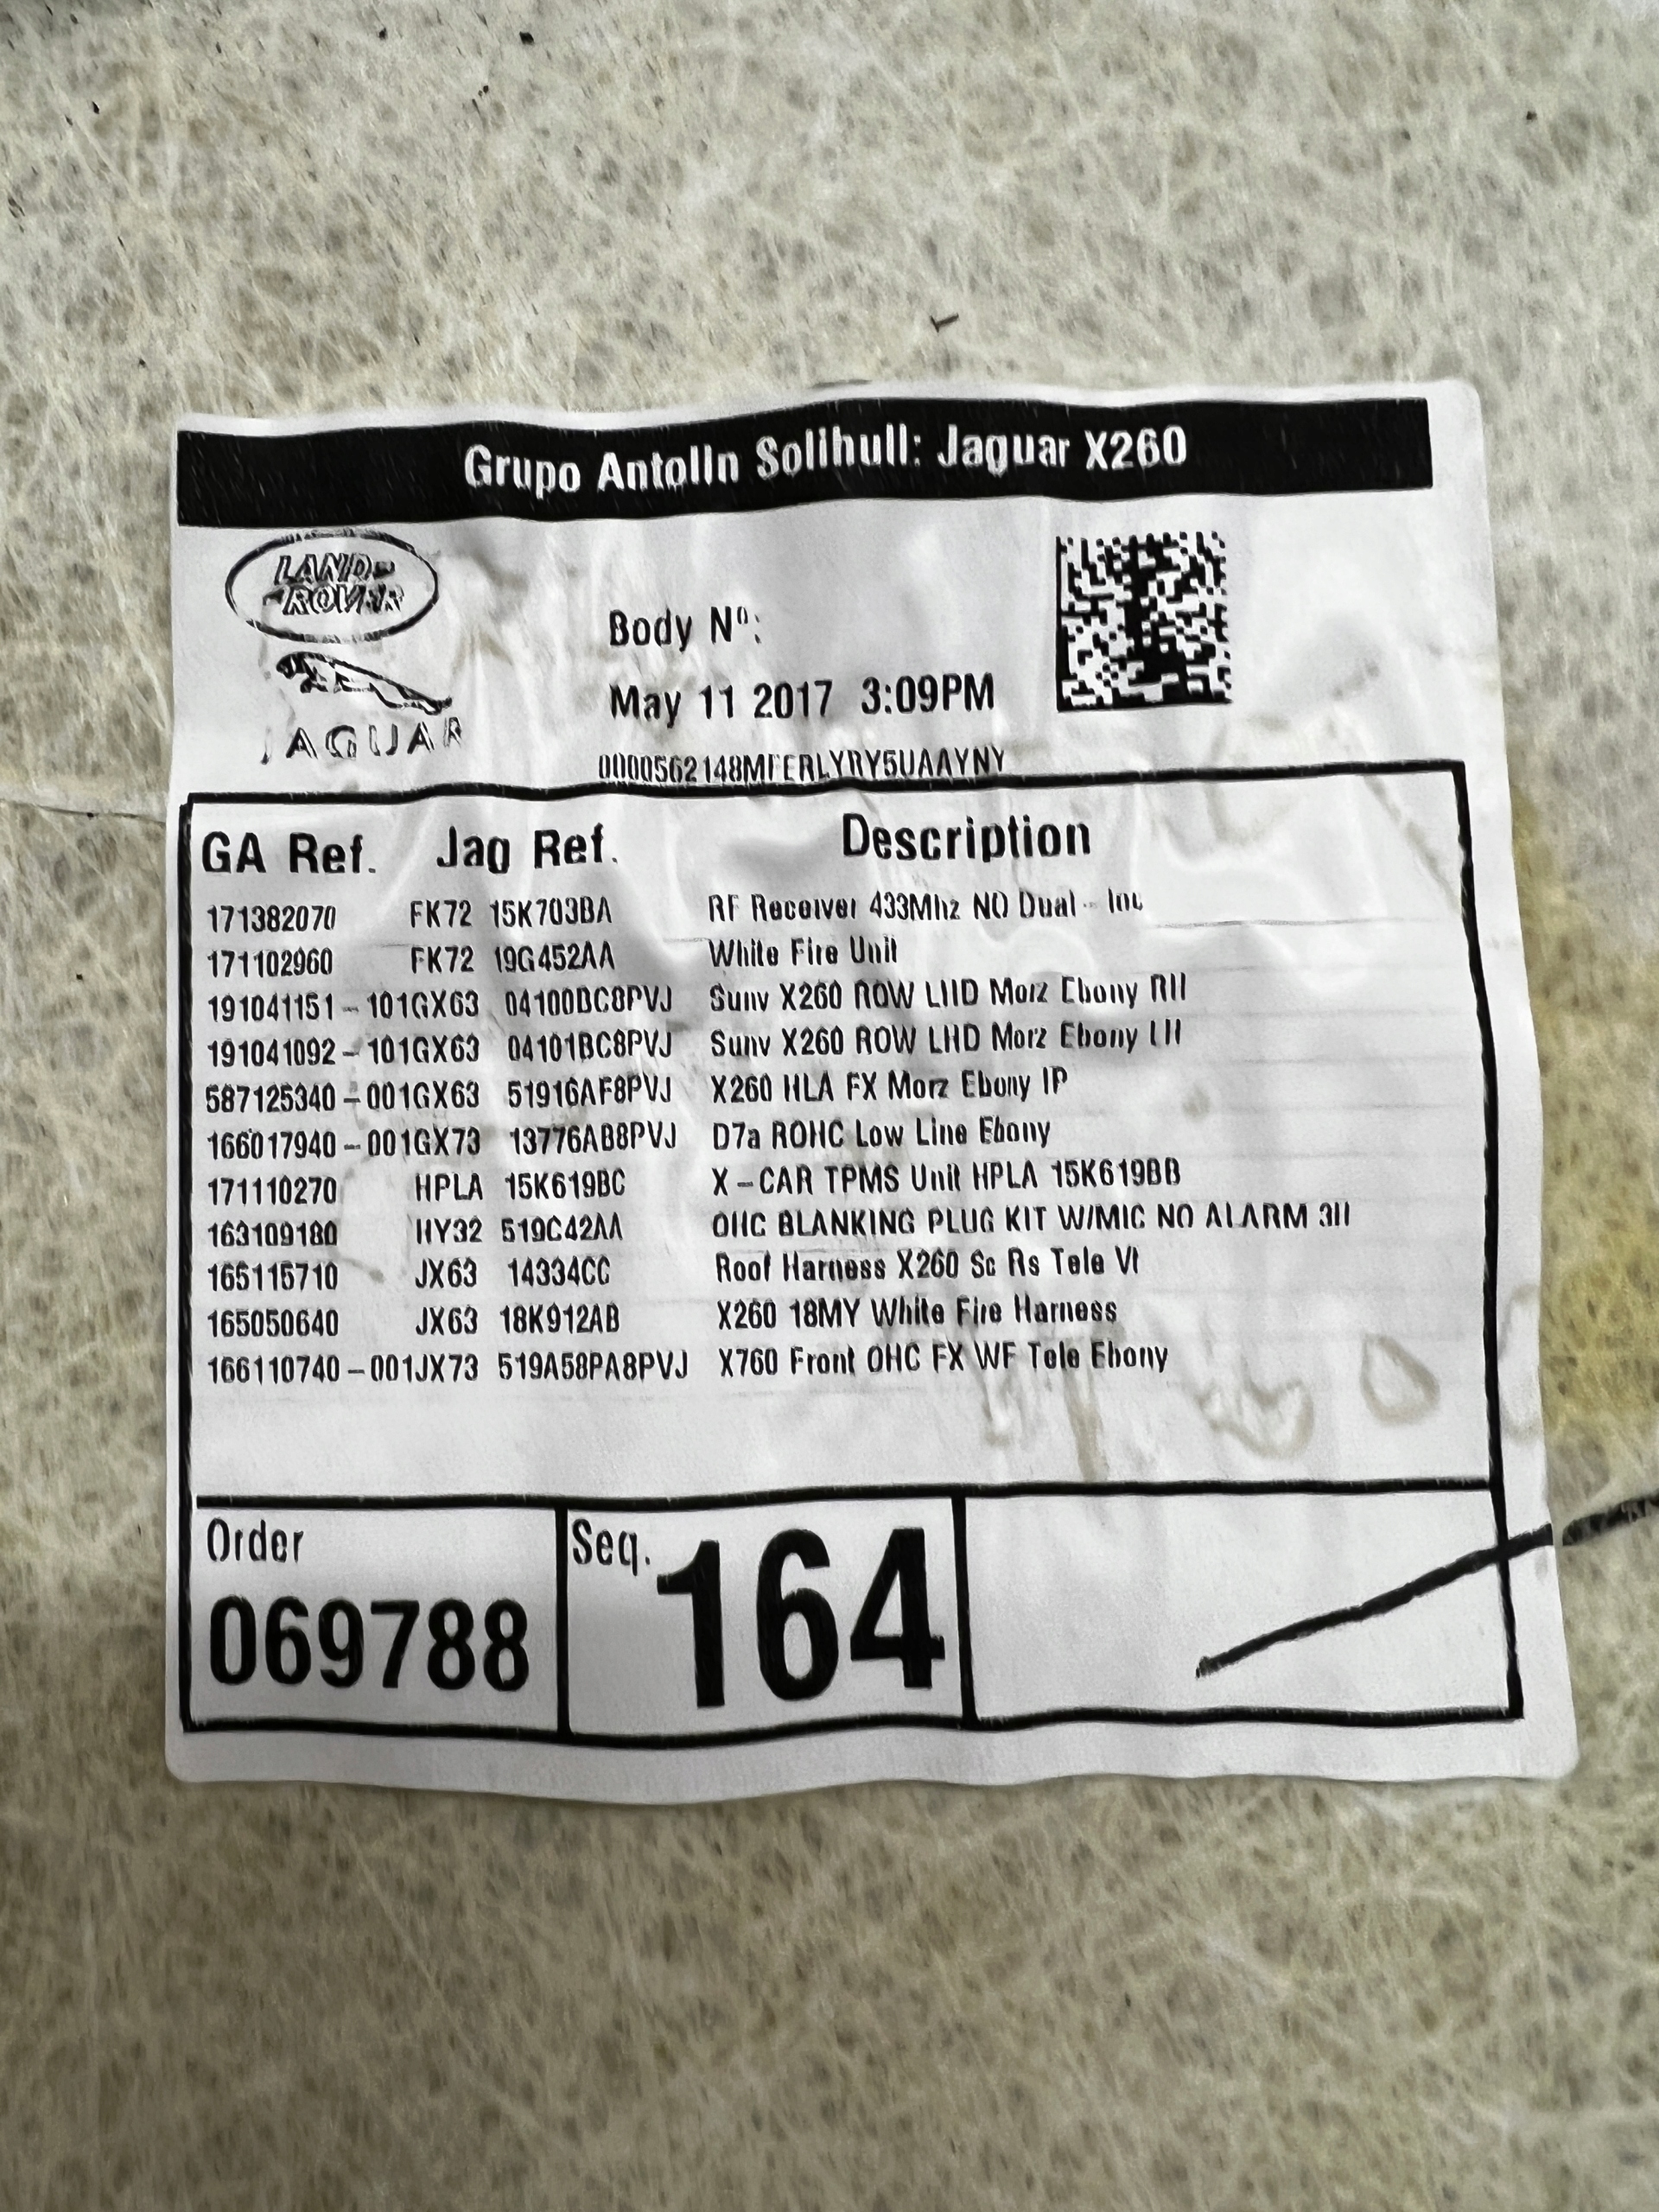 Grupo Antolin Solihull: Jaguar X260
LAND-
ROVER
JAGUAR
Body Nº:
May 11 2017 3:09PM
GA Ref. Jag Ref. Description
171382070 FK72 15K703BA RF Receiver 433Mhz NO Dual -
171102960 FK72 19G452AA White Fire Unit
191041151-101GX63 04100BC8PVJ Sunv X260 ROW LHD Morz Ebony RH
191041092-101GX63 04101BC8PVJ Sunv X260 ROW LHD Morz Ebony LH
587125340-001GX63 51916AF8PVJ X260 HLA FX Morz Ebony IP
166017940-001GX73 13776AB8PVJ D7a ROHC Low Line Ebony
171110270 HPLA 15K619BC X-CAR TPMS Unit HPLA 15K619BB
163109180 HY32 519C42AA OHC BLANKING PLUG KIT W/MIC NO ALARM 3H
165115710 JX63 14334CC Roof Harness X260 Sc Rs Tele
165050640 JX63 18K912AB X260 18MY White Fire Harness
166110740-001JX73 519A58PA8PVJ X760 Front OHC FX WF Tele Ebony
Order
069788
Seq. 164